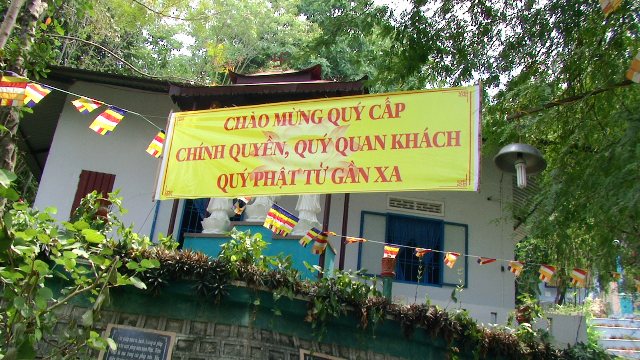 CHÀO MỪNG QUÝ CẤP
CHÍNH QUYỀN, QUÝ QUAN KHÁCH
QUÝ PHẬT TỬ GẦN XA